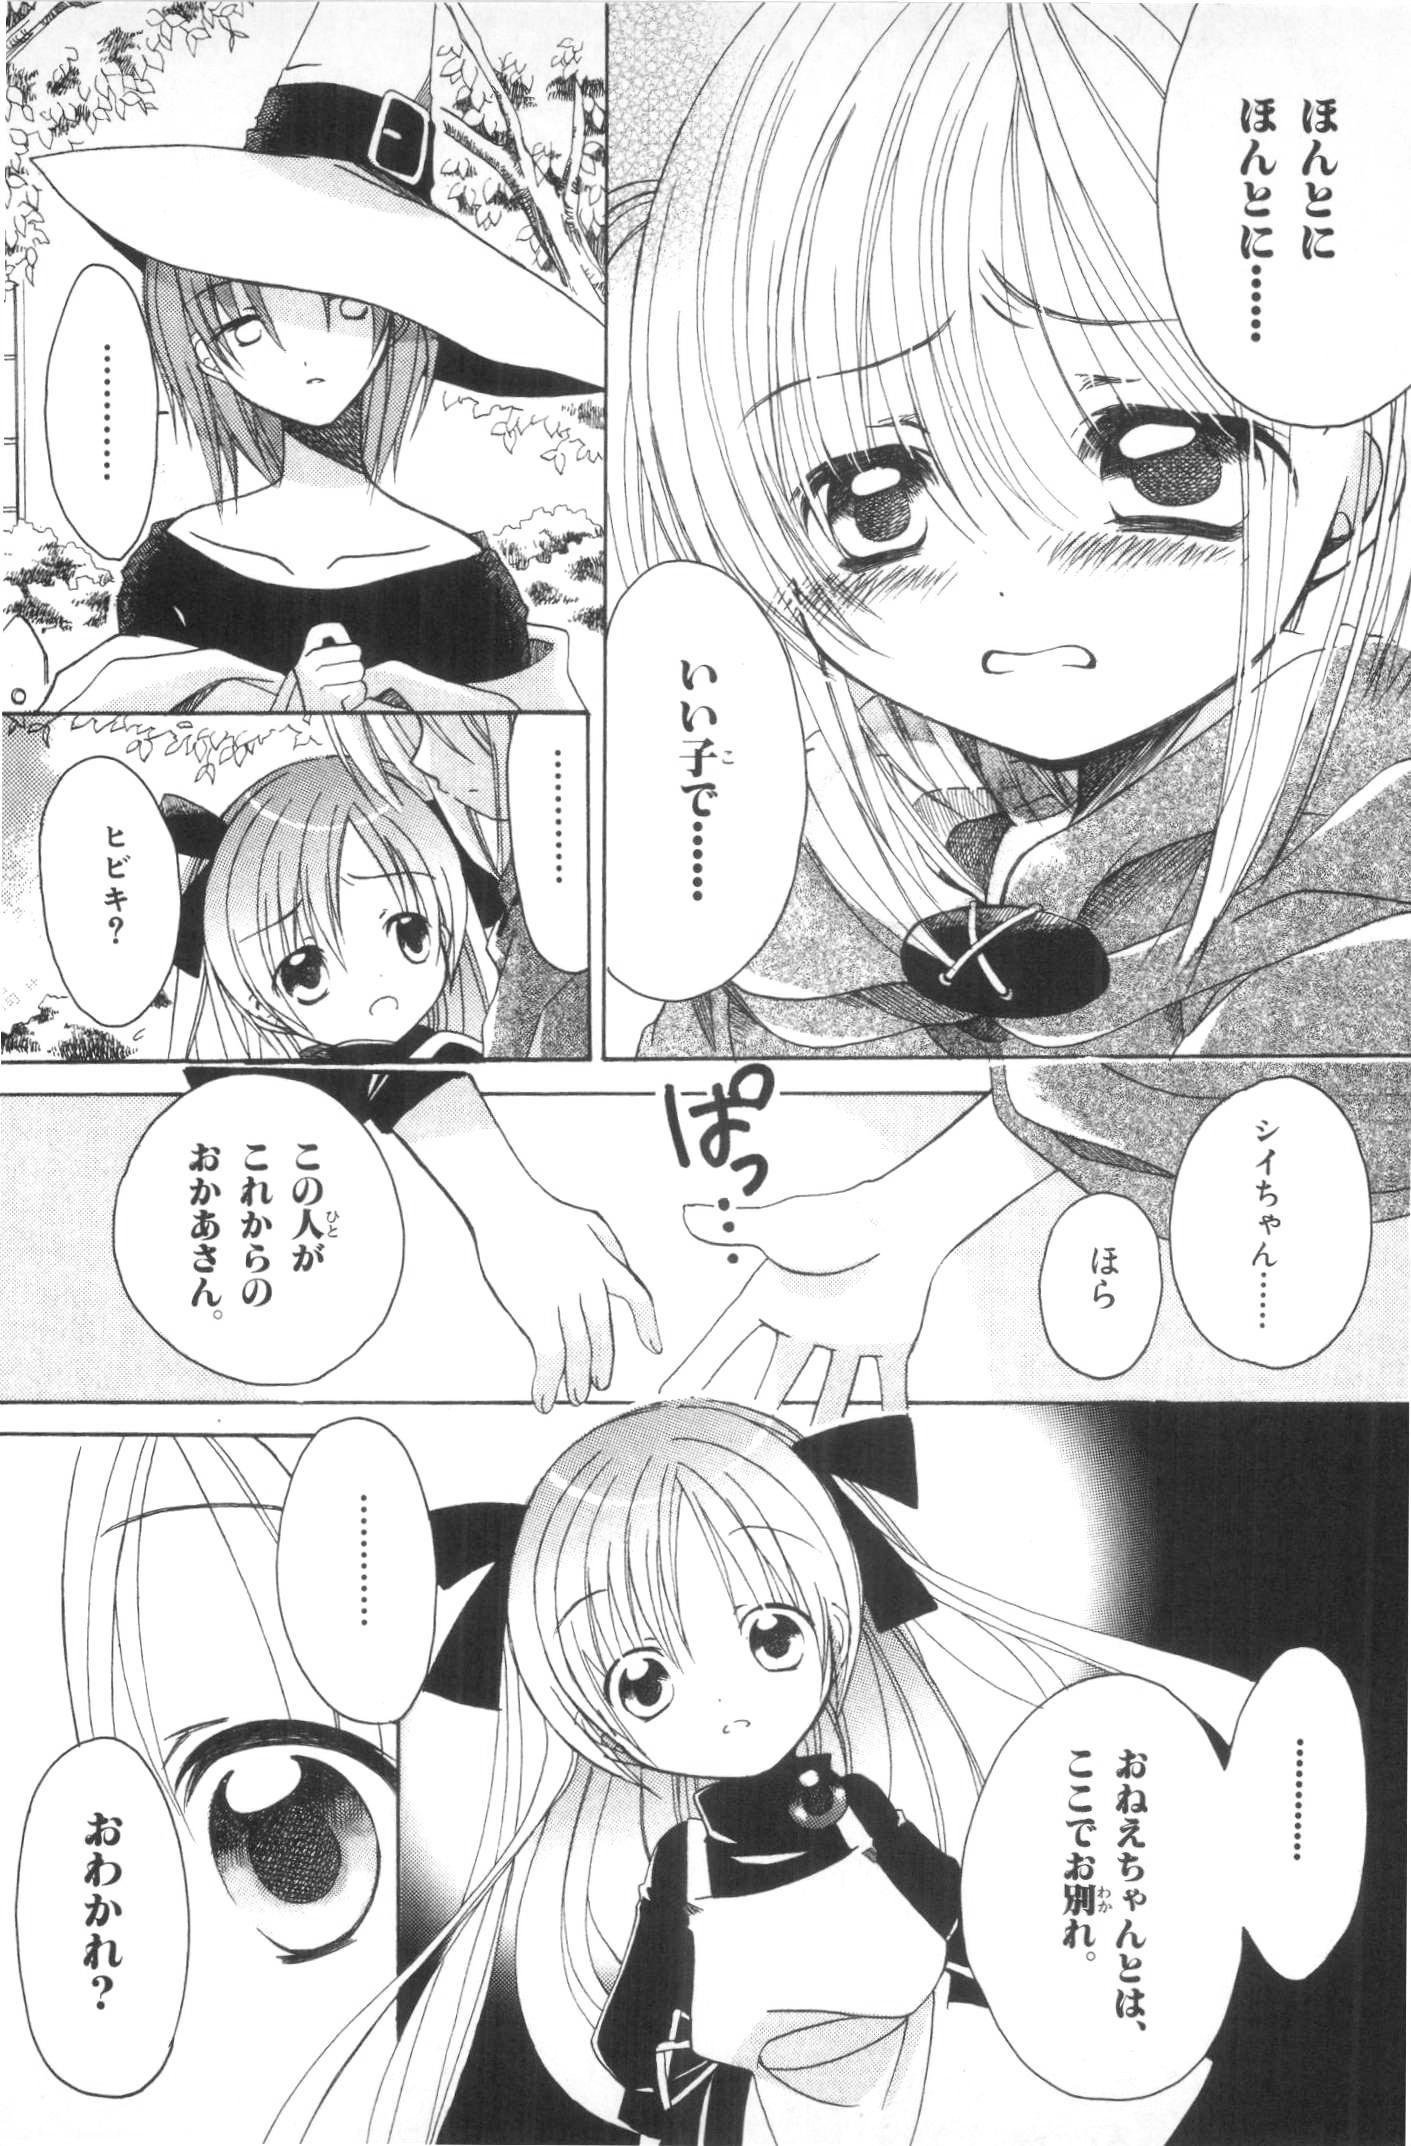 ほんとに
ほんとに……
いい子で……
…………
…………
ヒビキ？
シイちゃん……
ほら
ぱっ…
この人が
これからの
おかあさん。
…………
おねえちゃんとは、
ここでお別れ。
…………
おわかれ？